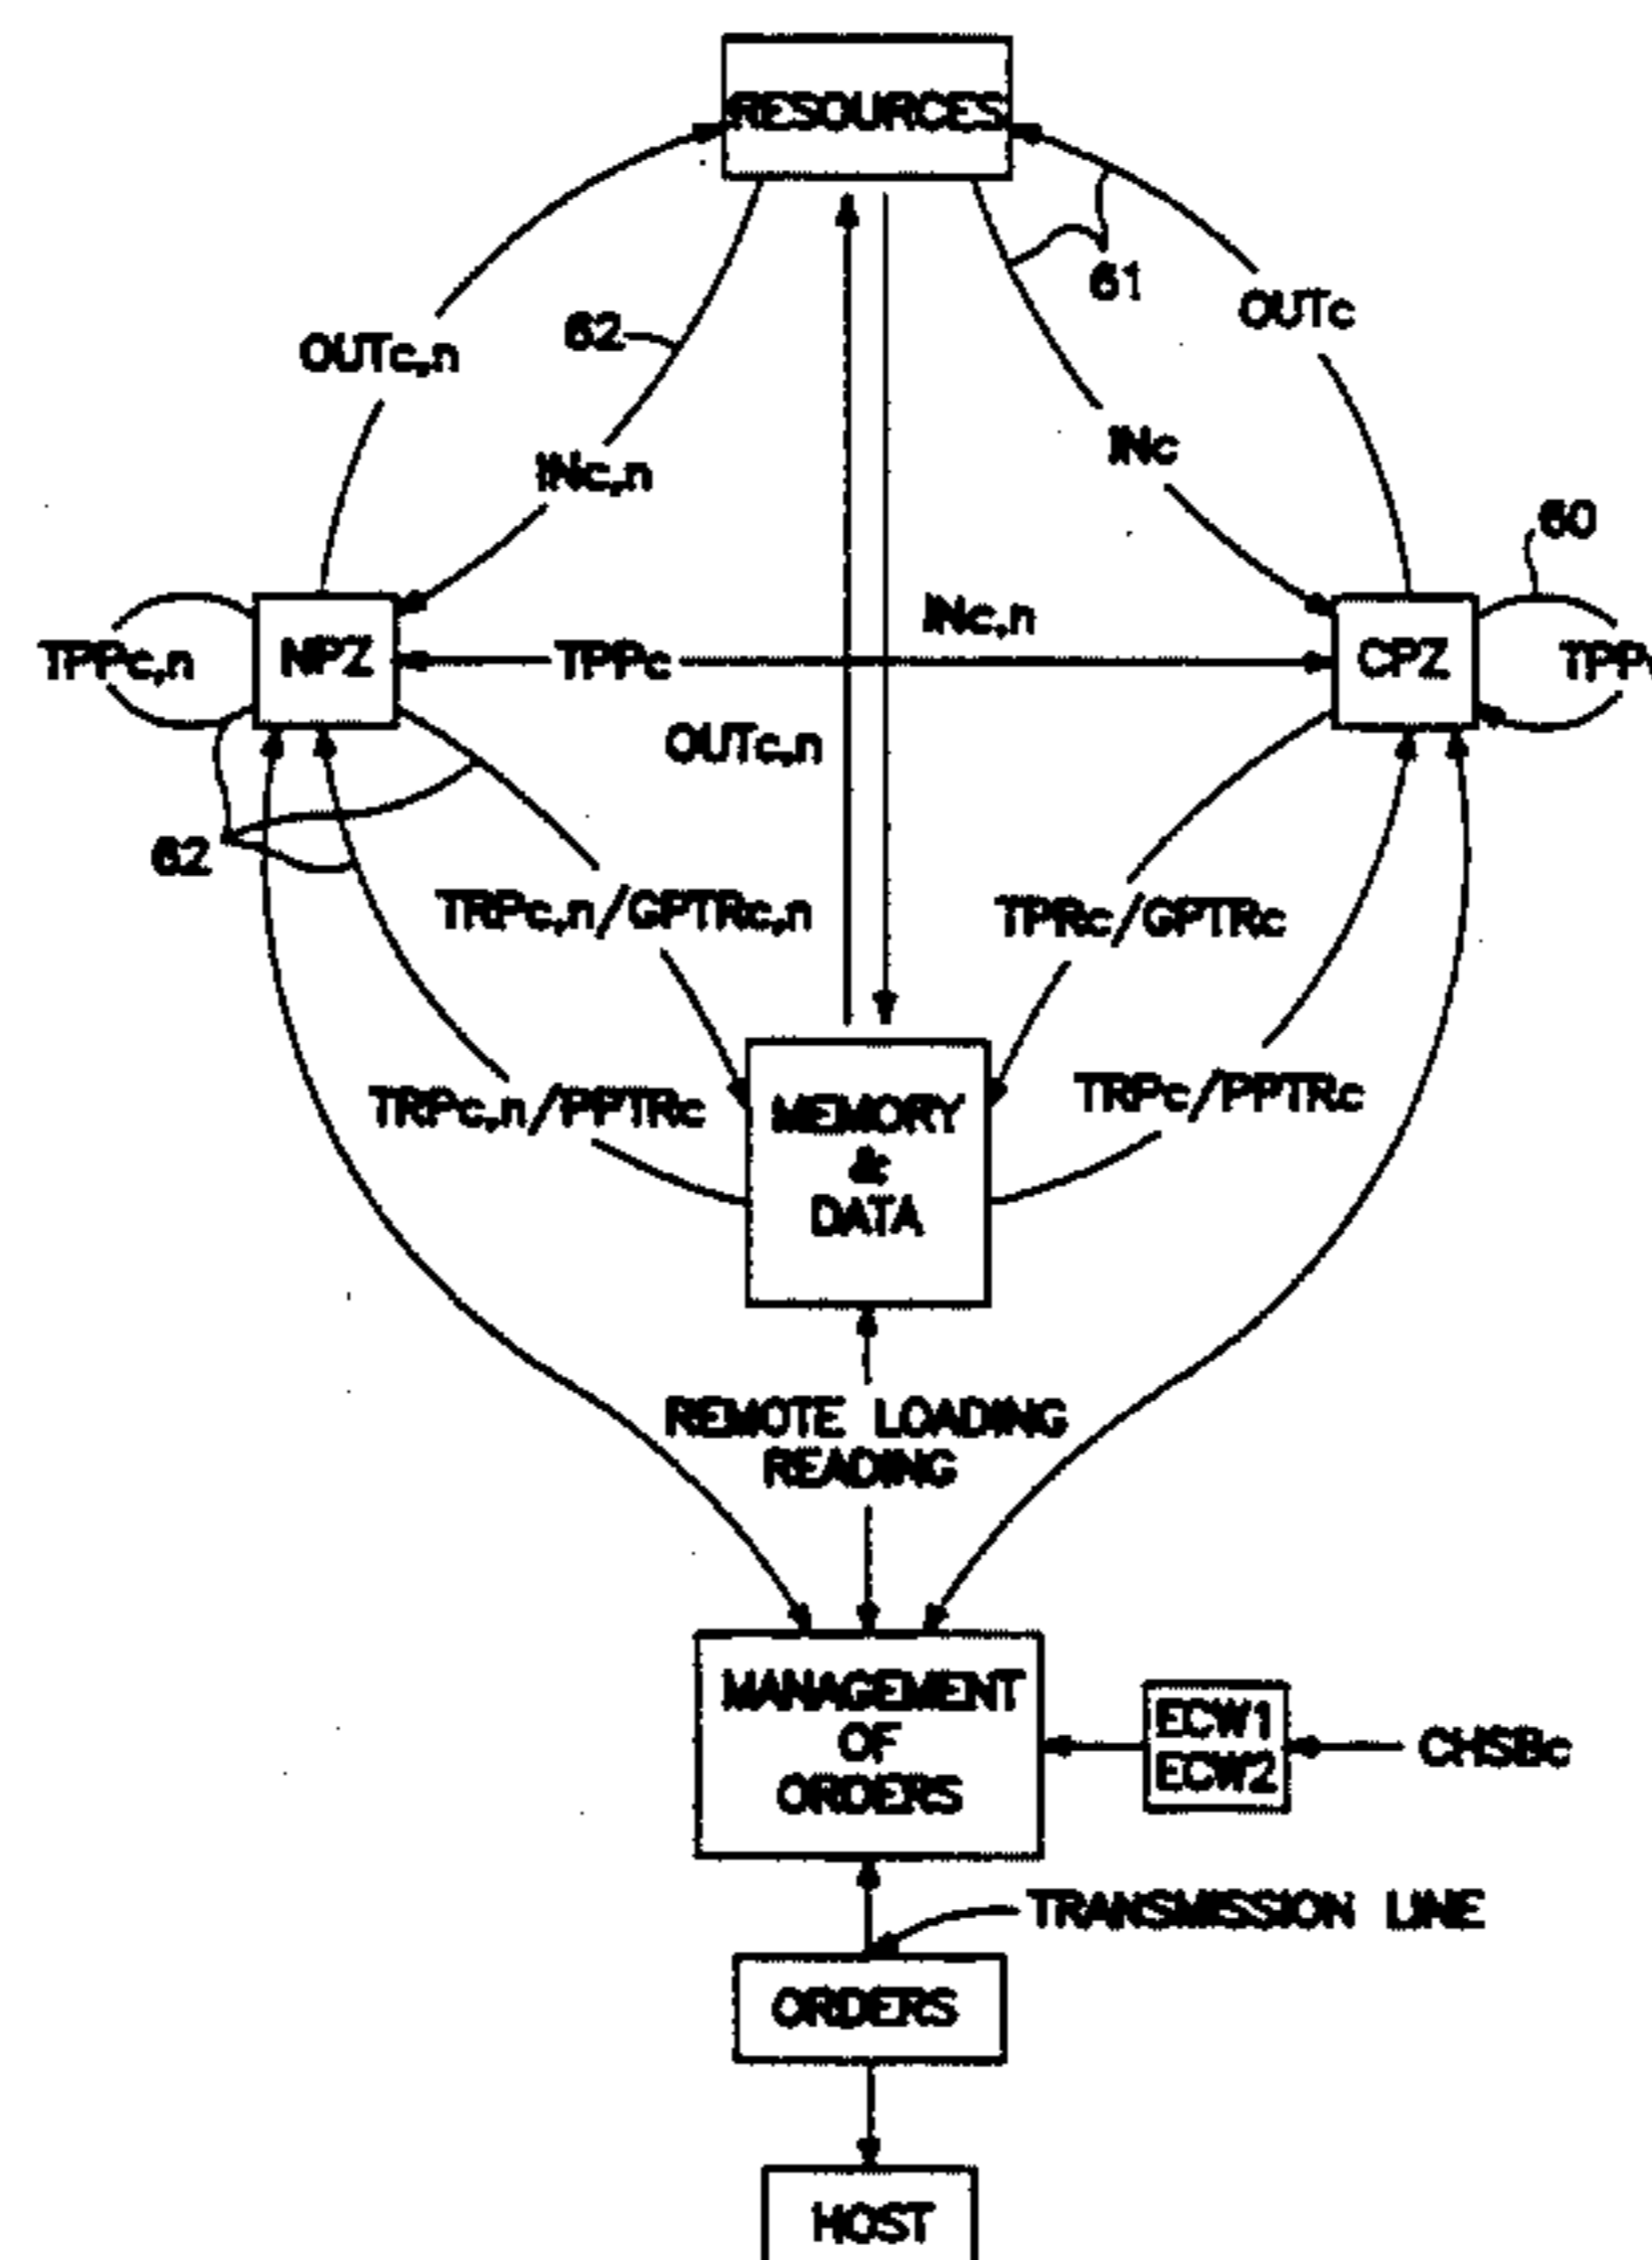 RESOURCES
61
OUTc
OUTc,n
62
INc
INc,n
60
INc,n
TPPc,n
NPZ
TPPc
CPZ
OUTc,n
62
TRPc,n/GPTRc,n
TPRc/GPTRc
TRPc,n/PPTRc
TRPc/PPTRc
MEMORY
&
DATA
REMOTE LOADING
READING
MANAGEMENT
OF
ORDERS
ECW1
ECW2
CHSBc
TRANSMISSION LINE
ORDERS
HOST